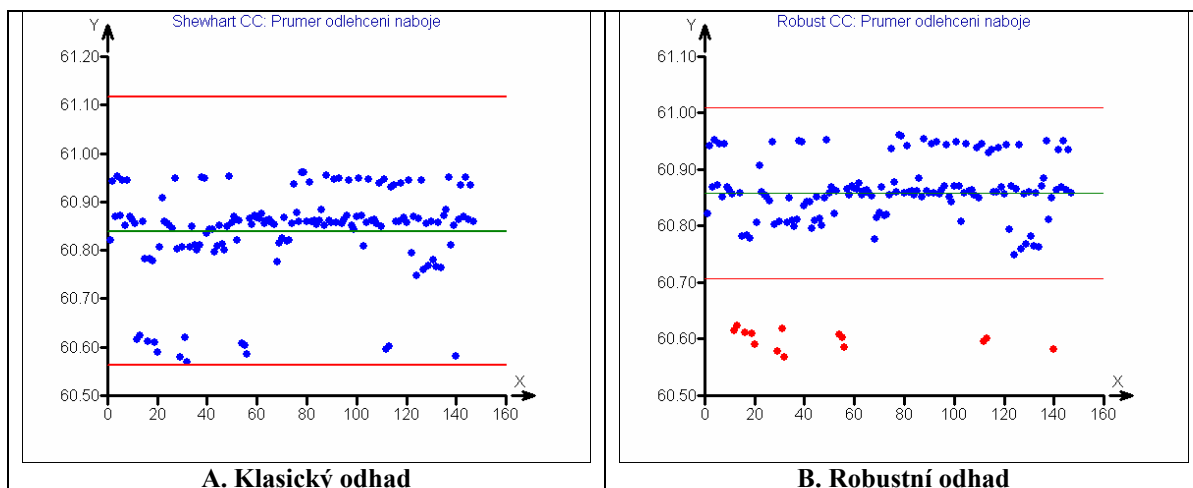 Shewhart CC: Prumer odlehceni naboje
Y
61.20
61.10
61.00
60.90
60.80
60.70
60.60
60.50
0 20 40 60 80 100 120 140 160
X
A. Klasický odhad
Robust CC: Prumer odlehceni naboje
Y
61.10
61.00
60.90
60.80
60.70
60.60
60.50
0 20 40 60 80 100 120 140 160
X
B. Robustní odhad